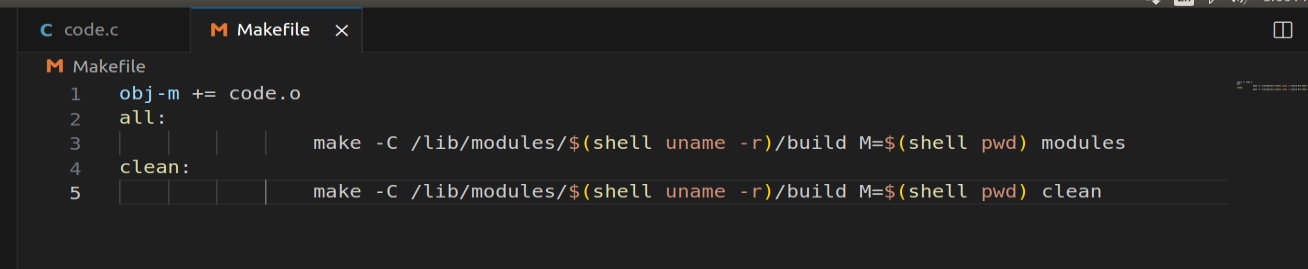 code.c
Makefile
Makefile
1 obj-m += code.o
2 all:
3 make -C /lib/modules/$(shell uname -r)/build M=$(shell pwd) modules
4 clean:
5 make -C /lib/modules/$(shell uname -r)/build M=$(shell pwd) clean